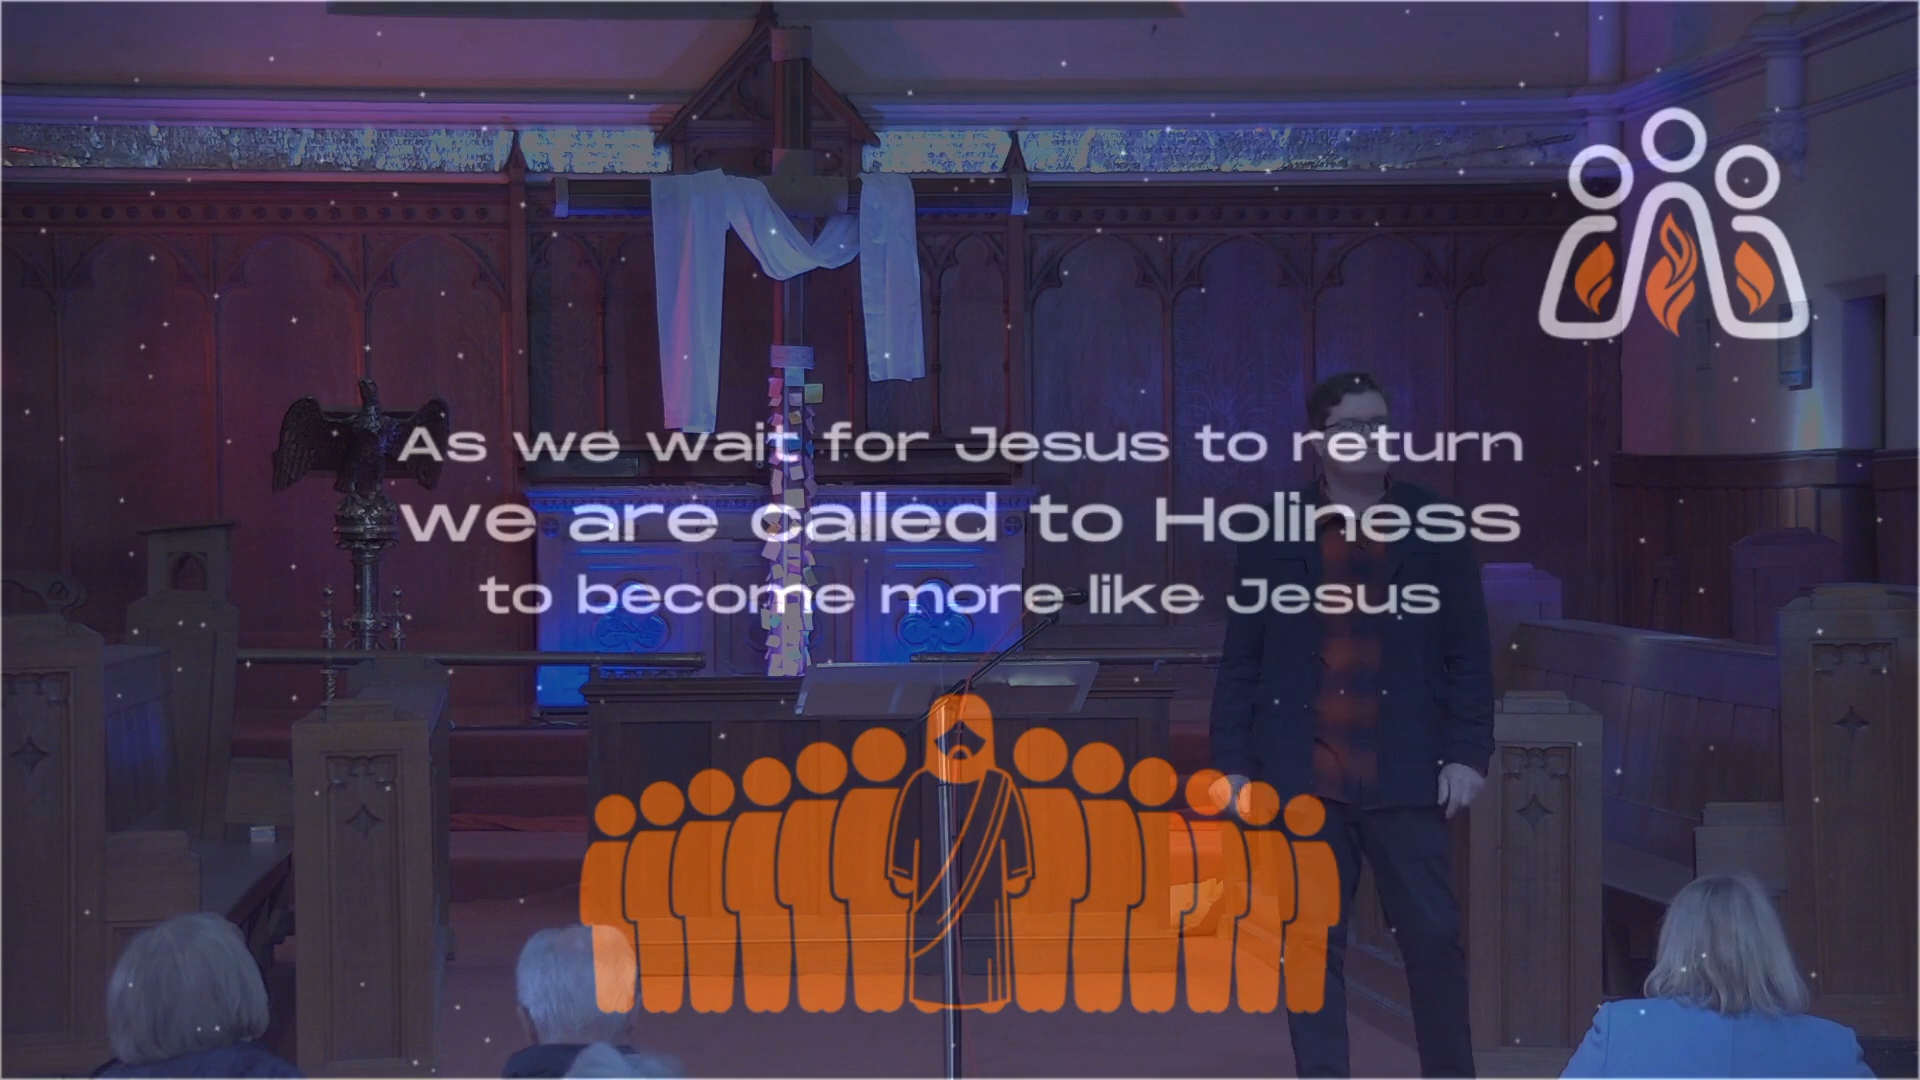 As we wait for Jesus to return
we are called to Holiness
to become more like Jesus